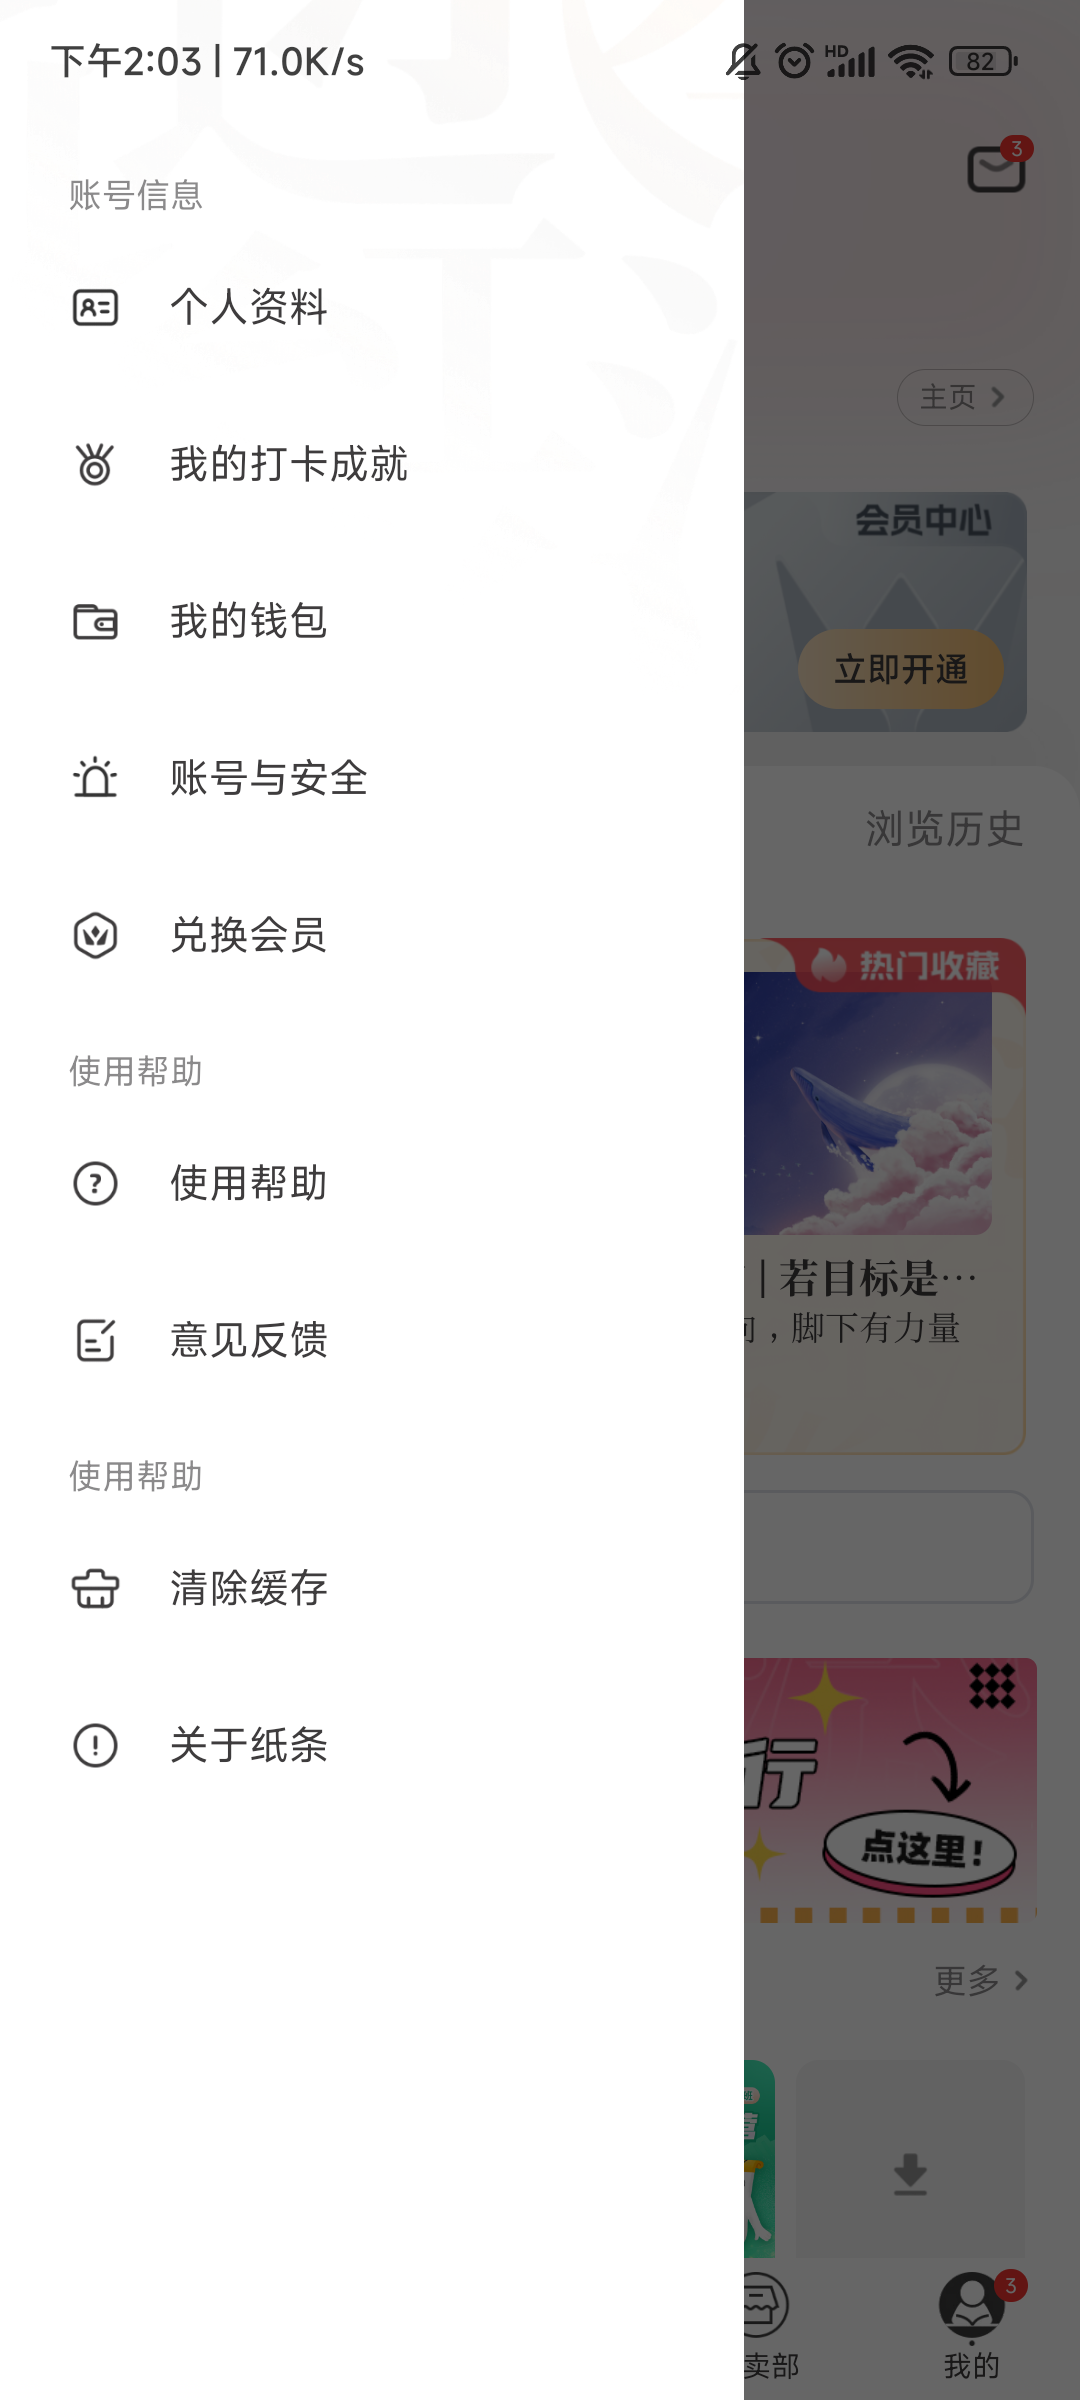 下午2:03 | 71.0K/s
HD
82
3
账号信息
个人资料
主页
我的打卡成就
会员中心
我的钱包
立即开通
账号与安全
浏览历史
兑换会员
热门收藏
使用帮助
使用帮助
| 若目标是…
，脚下有力量
意见反馈
使用帮助
清除缓存
关于纸条
行
点这里!
更多
班
营
3
卖部
我的